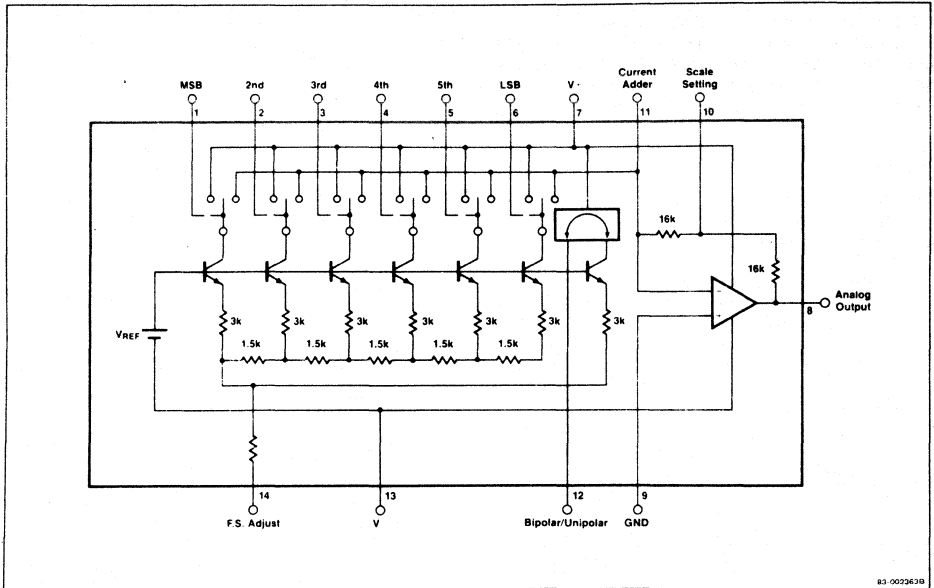 MSB 2nd 3rd 4th 5th LSB V- Current Adder Scale Setting
1 2 3 4 5 6 7 11 10
16k
16k
Analog Output
8
VREF
3k 3k 3k 3k 3k 3k 3k
1.5k 1.5k 1.5k 1.5k 1.5k
14 13 12 9
F.S. Adjust V Bipolar/Unipolar GND
83-002363B